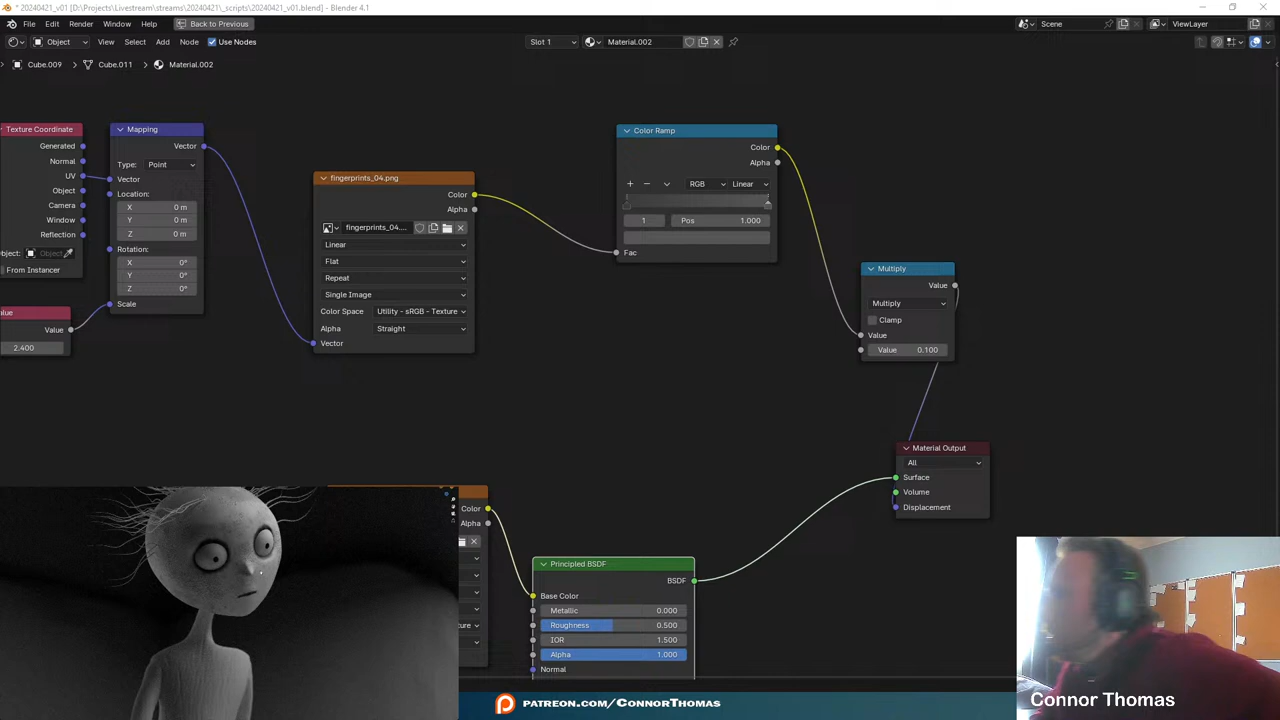 * 20240421_v01 [D:\Projects\Livestream\streams\20240421\_scripts\20240421_v01.blend] - Blender 4.1
File Edit Render Window Help Back to Previous Scene ViewLayer
Object View Select Add Node Use Nodes Slot 1 Material.002
Cube.009 Cube.011 Material.002
Texture Coordinate
Generated
Normal
UV
Object
Camera
Window
Reflection
Object
From Instancer
Value
2.400
Mapping
Vector
Type: Point
Vector
Location:
X 0 m
Y 0 m
Z 0 m
Rotation:
X 0°
Y 0°
Z 0°
Scale
fingerprints_04.png
Color
Alpha
fingerprints_04....
Linear
Flat
Repeat
Single Image
Color Space Utility - sRGB - Texture
Alpha Straight
Vector
Color Ramp
Color
Alpha
RGB Linear
1 Pos 1.000
Fac
Multiply
Value
Multiply
Clamp
Value
Value 0.100
Material Output
All
Surface
Volume
Displacement
Color
Alpha
Principled BSDF
BSDF
Base Color
Metallic 0.000
Roughness 0.500
IOR 1.500
Alpha 1.000
Normal
PATREON.COM/CONNORTHOMAS
Connor Thomas